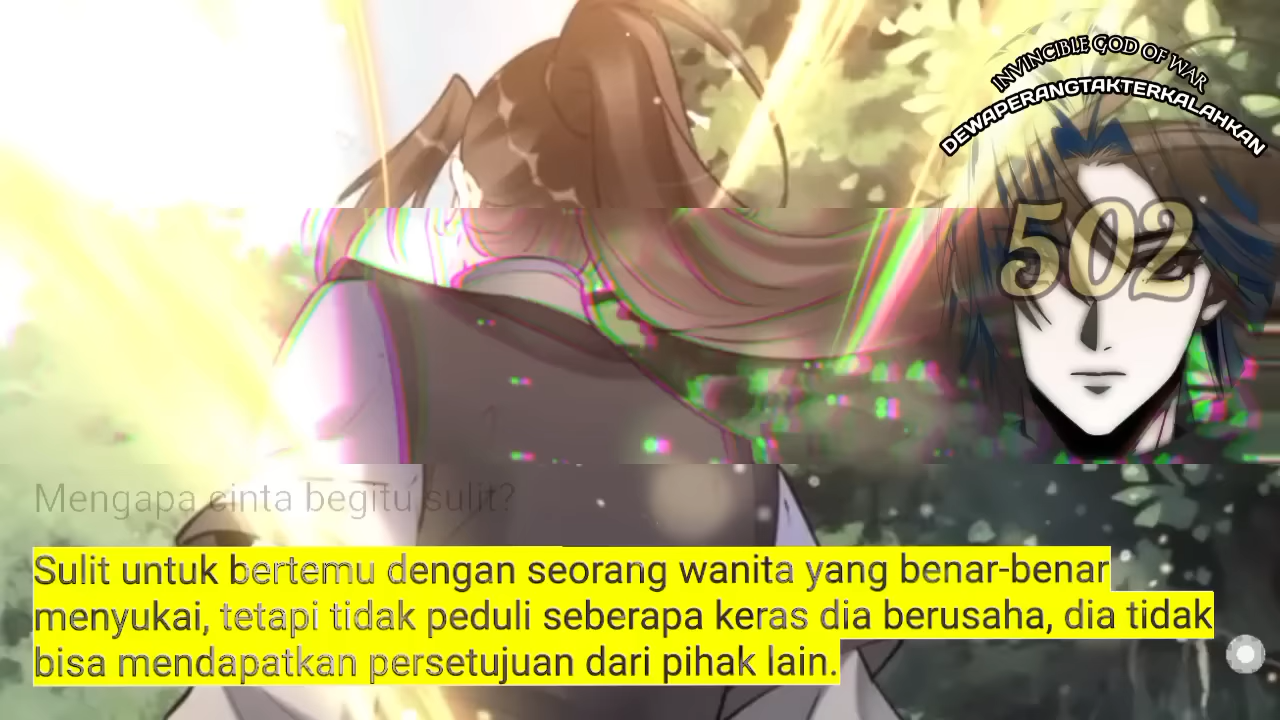 INVINCIBLE GOD OF WAR
DEWAPERANGTAKTERKALAHKAN
502
Mengapa cinta begitu sulit?
Sulit untuk bertemu dengan seorang wanita yang benar-benar
menyukai, tetapi tidak peduli seberapa keras dia berusaha, dia tidak
bisa mendapatkan persetujuan dari pihak lain.